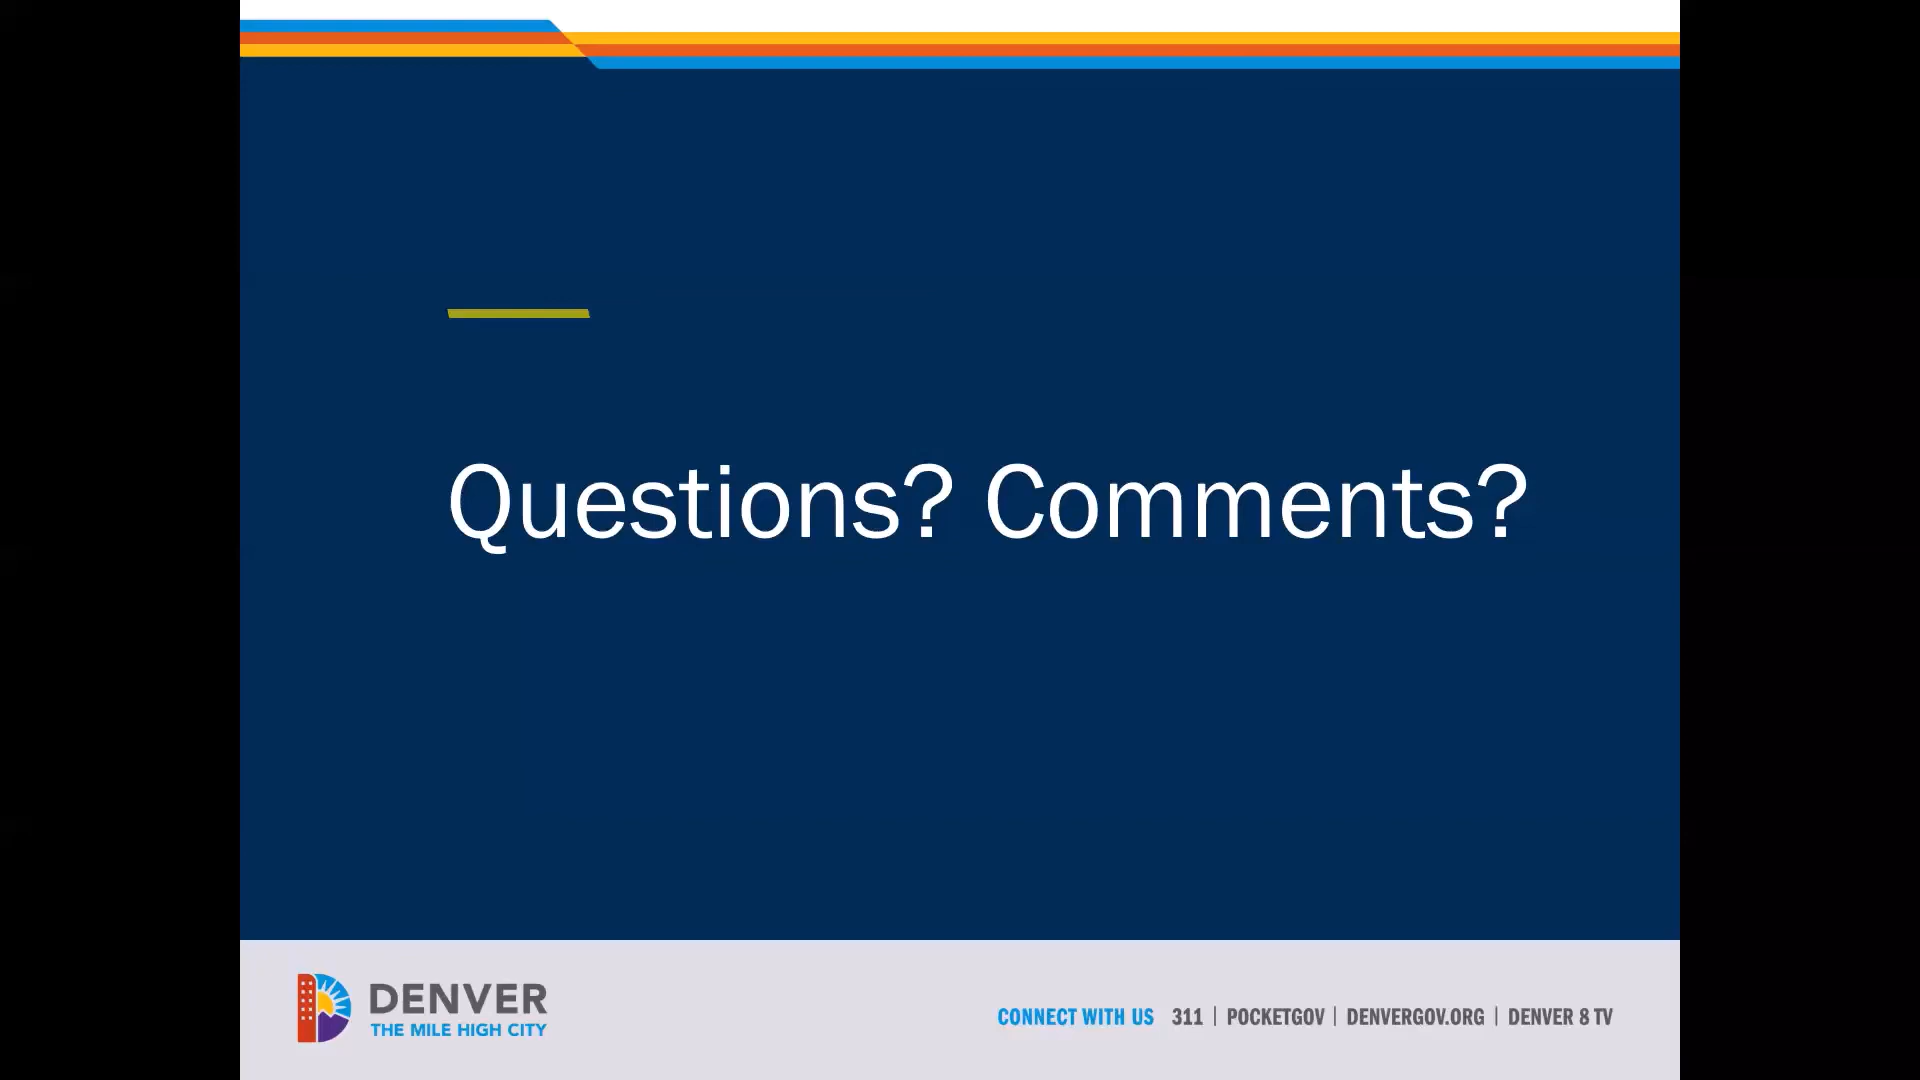 Questions? Comments?
DENVER
THE MILE HIGH CITY
CONNECT WITH US 311 | POCKETGOV | DENVERGOV.ORG | DENVER 8 TV